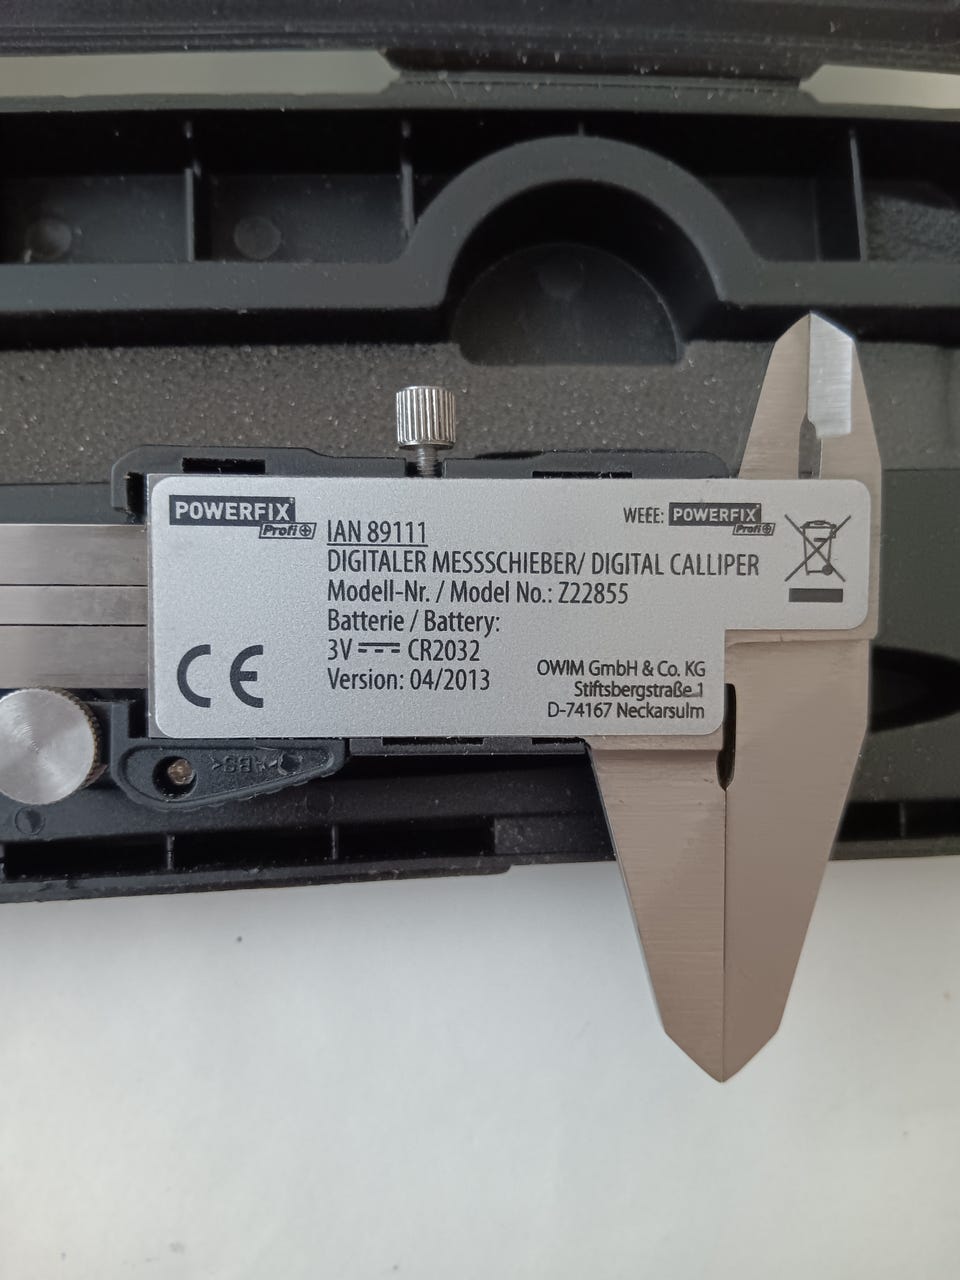 POWERFIX
Profi
IAN 89111
WEEE: POWERFIX
Profi
DIGITALER MESSSCHIEBER/ DIGITAL CALLIPER
Modell-Nr. / Model No.: Z22855
Batterie / Battery:
3V CR2032
Version: 04/2013
CE
OWIM GmbH & Co. KG
Stiftsbergstraße 1
D-74167 Neckarsulm
>ABS<